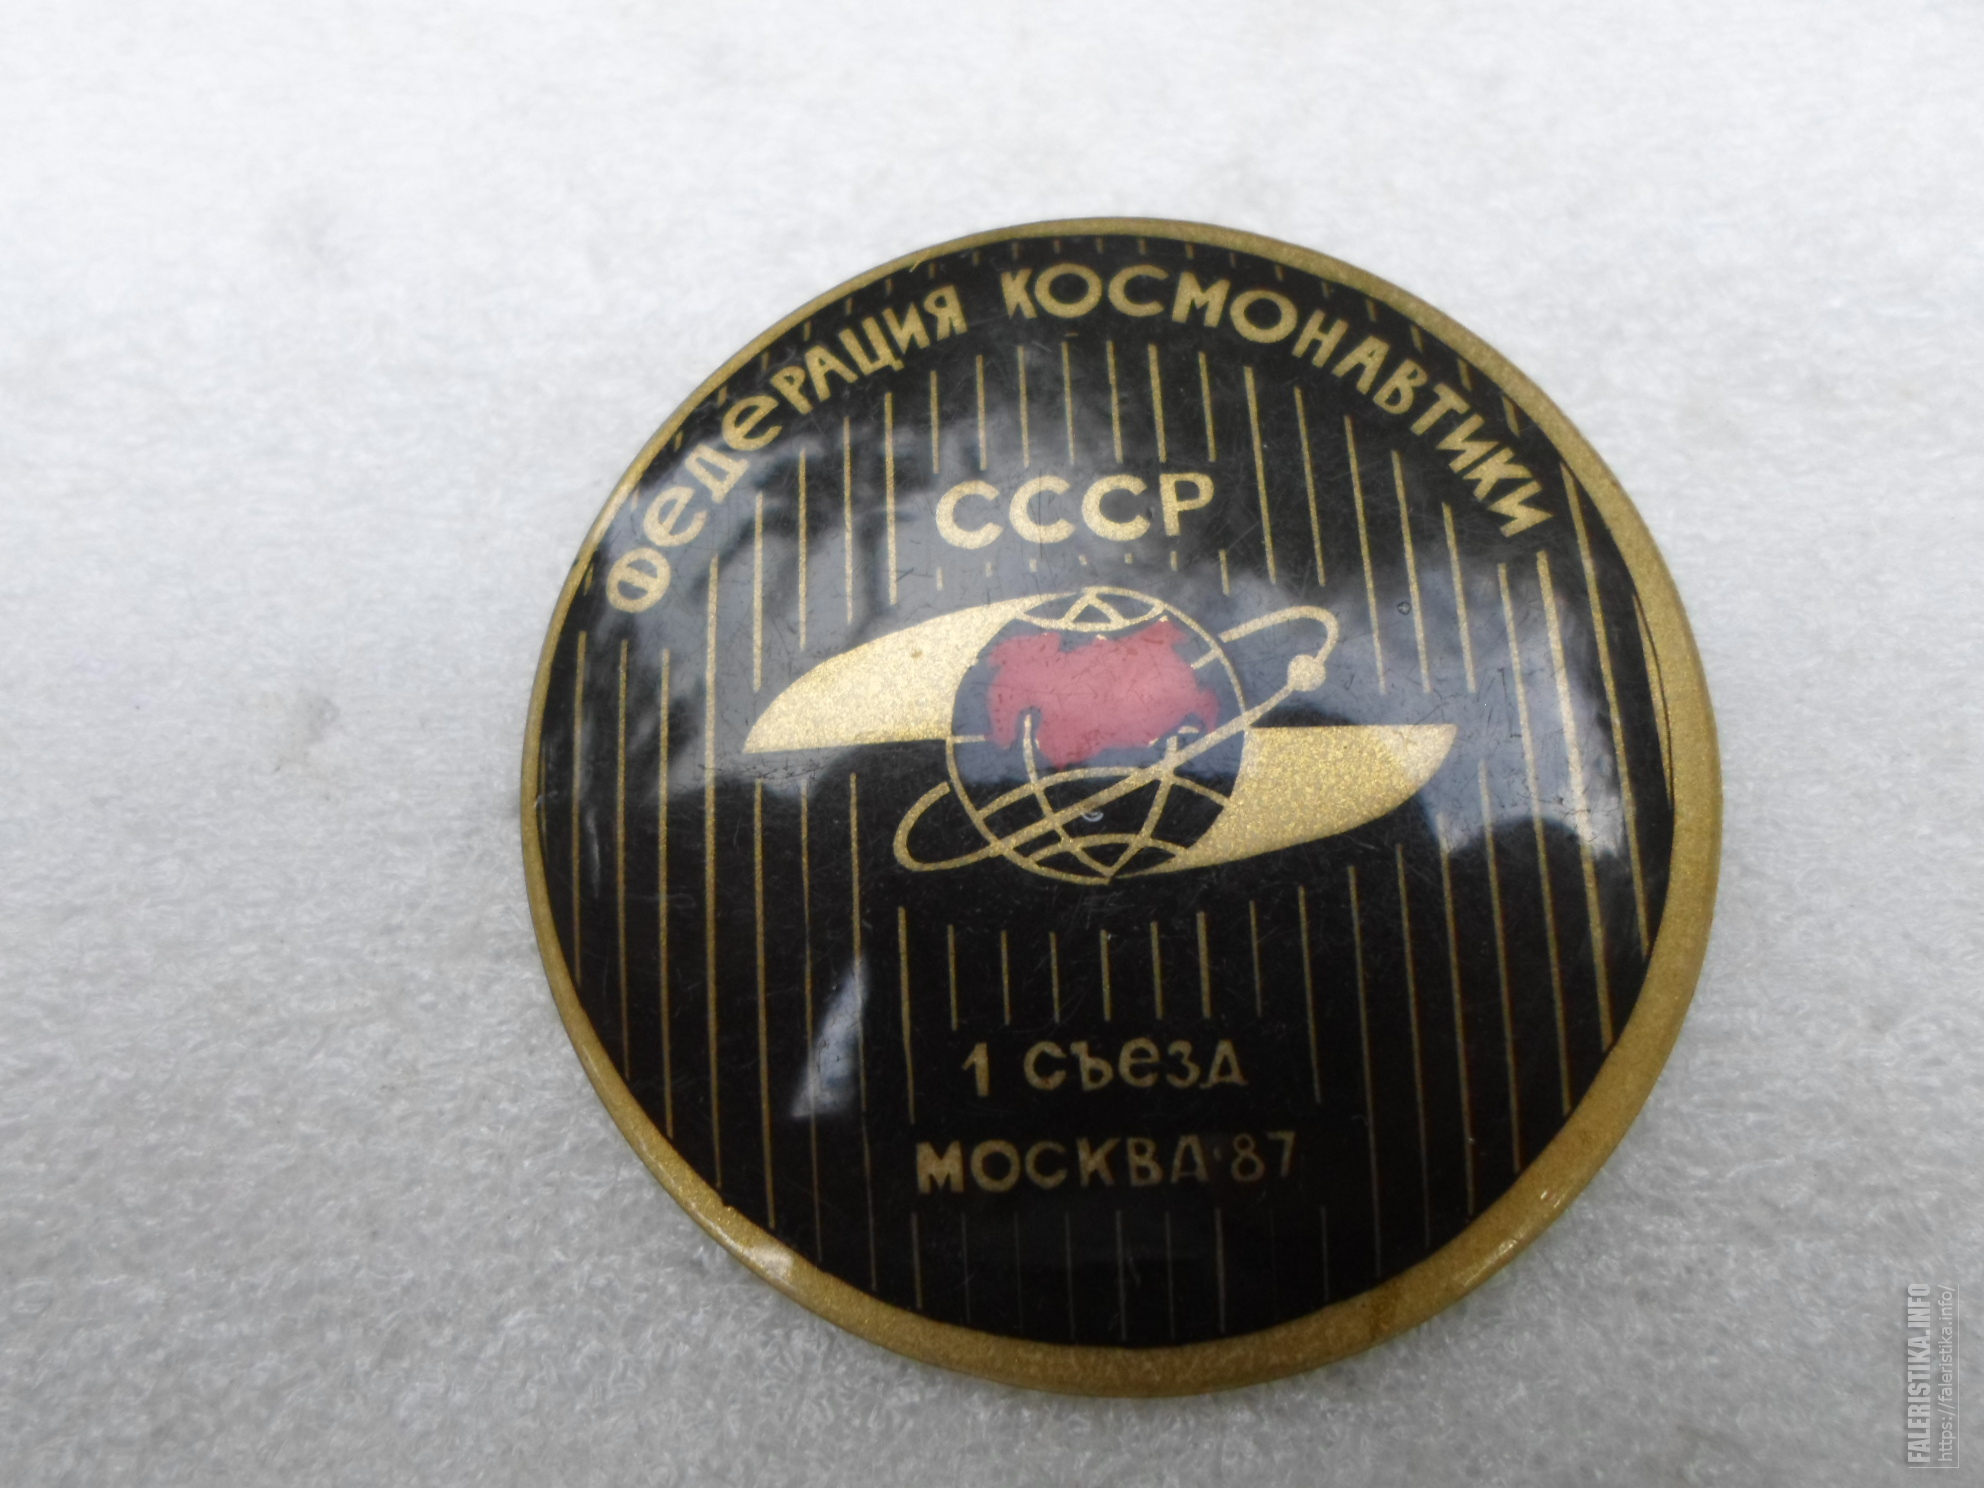 ФЕДЕРАЦИЯ КОСМОНАВТИКИ
СССР
1 СЪЕЗД
МОСКВА·87
FALERISTIKA.INFO
https://faleristika.info/